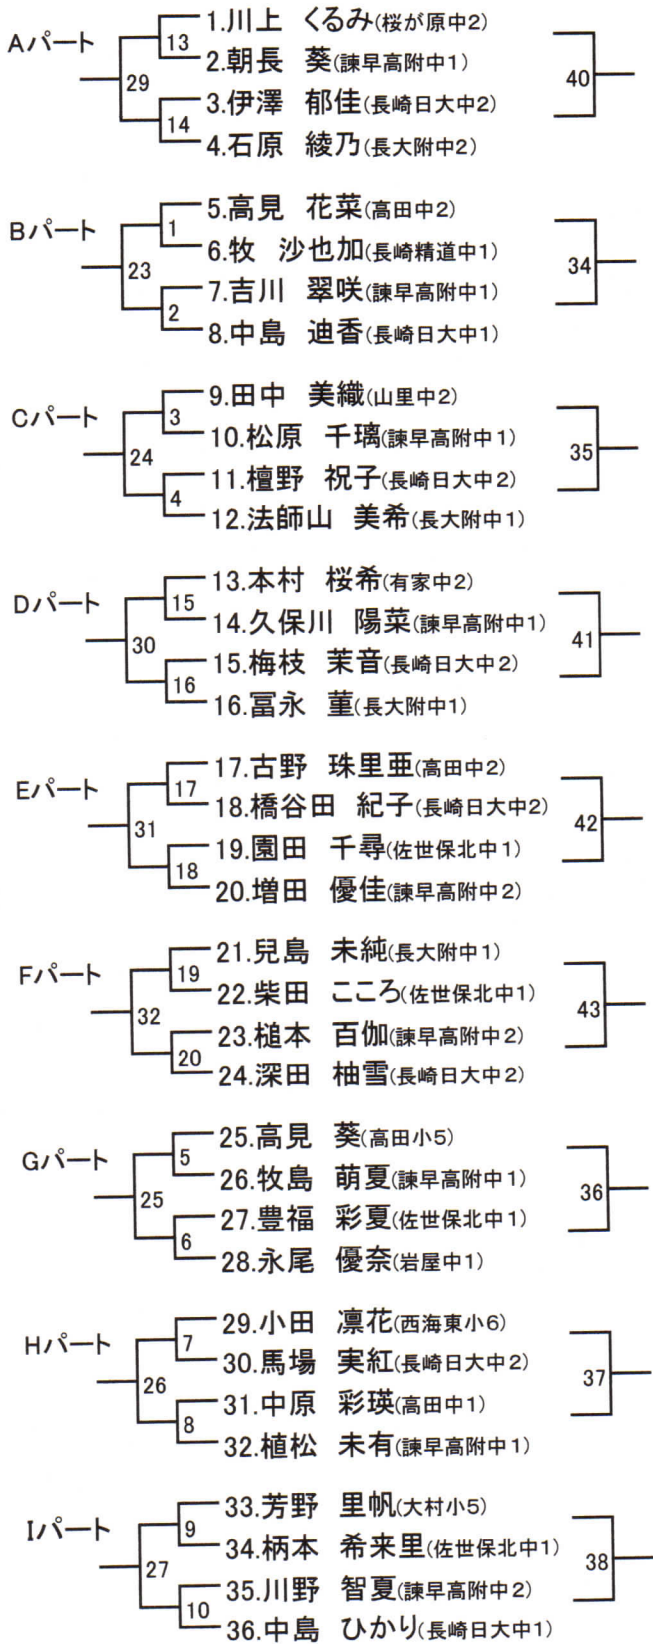 Aパート
1.川上 くるみ(桜が原中2)
13
2.朝長 葵(諫早高附中1)
29
40
3.伊澤 郁佳(長崎日大中2)
14
4.石原 綾乃(長大附中2)
Bパート
5.高見 花菜(高田中2)
1
6.牧 沙也加(長崎精道中1)
23
34
7.吉川 翠咲(諫早高附中1)
2
8.中島 迪香(長崎日大中1)
Cパート
9.田中 美織(山里中2)
3
10.松原 千璃(諫早高附中1)
24
35
11.檀野 祝子(長崎日大中2)
4
12.法師山 美希(長大附中1)
Dパート
13.本村 桜希(有家中2)
15
14.久保川 陽菜(諫早高附中1)
30
41
15.梅枝 茉音(長崎日大中2)
16
16.冨永 菫(長大附中1)
Eパート
17.古野 珠里亜(高田中2)
17
18.橋谷田 紀子(長崎日大中2)
31
42
19.園田 千尋(佐世保北中1)
18
20.増田 優佳(諫早高附中2)
Fパート
21.兒島 未純(長大附中1)
19
22.柴田 こころ(佐世保北中1)
32
43
23.槌本 百伽(諫早高附中2)
20
24.深田 柚雪(長崎日大中2)
Gパート
25.高見 葵(高田小5)
5
26.牧島 萌夏(諫早高附中1)
25
36
27.豊福 彩夏(佐世保北中1)
6
28.永尾 優奈(岩屋中1)
Hパート
29.小田 凛花(西海東小6)
7
30.馬場 実紅(長崎日大中2)
26
37
31.中原 彩瑛(高田中1)
8
32.植松 未有(諫早高附中1)
Iパート
33.芳野 里帆(大村小5)
9
34.柄本 希来里(佐世保北中1)
27
38
35.川野 智夏(諫早高附中2)
10
36.中島 ひかり(長崎日大中1)